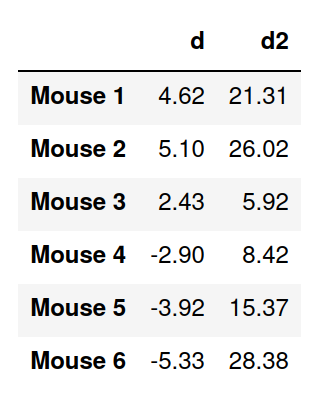 d d2
Mouse 1 4.62 21.31
Mouse 2 5.10 26.02
Mouse 3 2.43 5.92
Mouse 4 -2.90 8.42
Mouse 5 -3.92 15.37
Mouse 6 -5.33 28.38